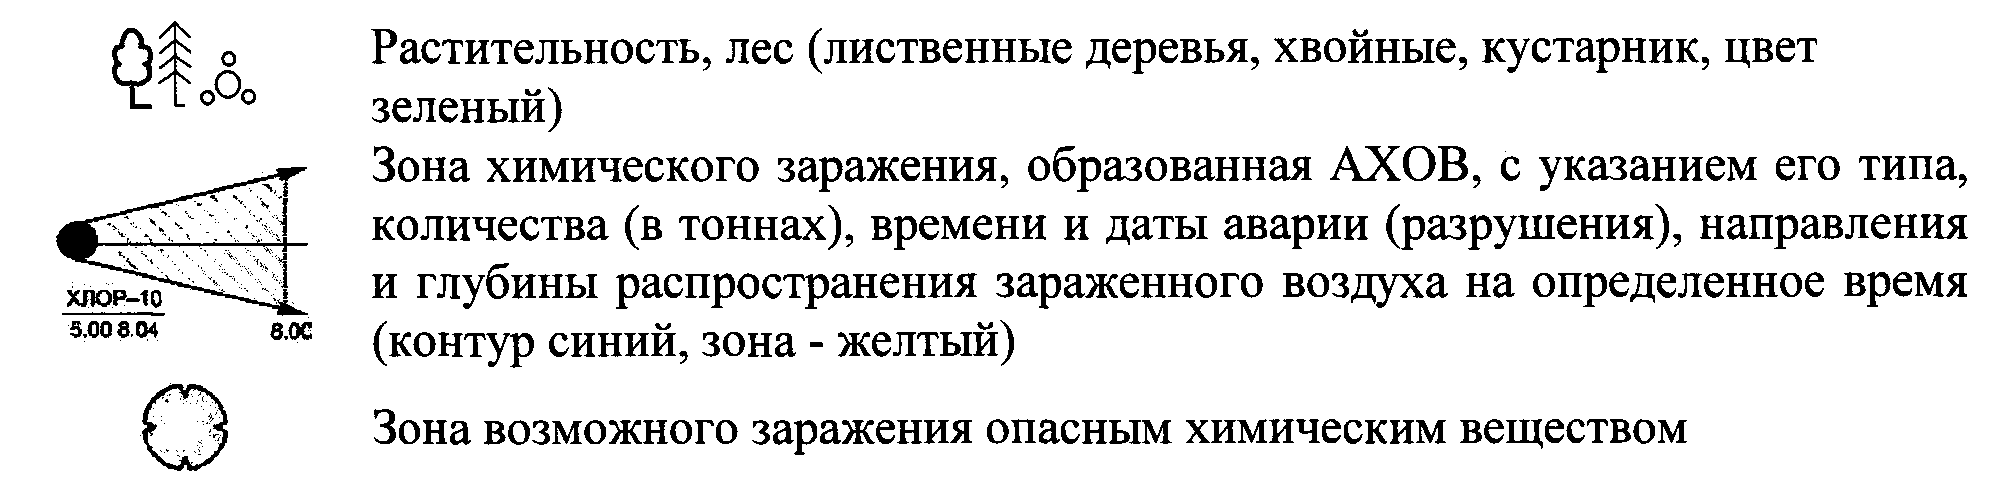 Растительность, лес (лиственные деревья, хвойные, кустарник, цвет
зеленый)
Зона химического заражения, образованная АХОВ, с указанием его типа,
количества (в тоннах), времени и даты аварии (разрушения), направления
и глубины распространения зараженного воздуха на определенное время
(контур синий, зона - желтый)
ХЛОР–10
5.00 8.04
8.00
Зона возможного заражения опасным химическим веществом